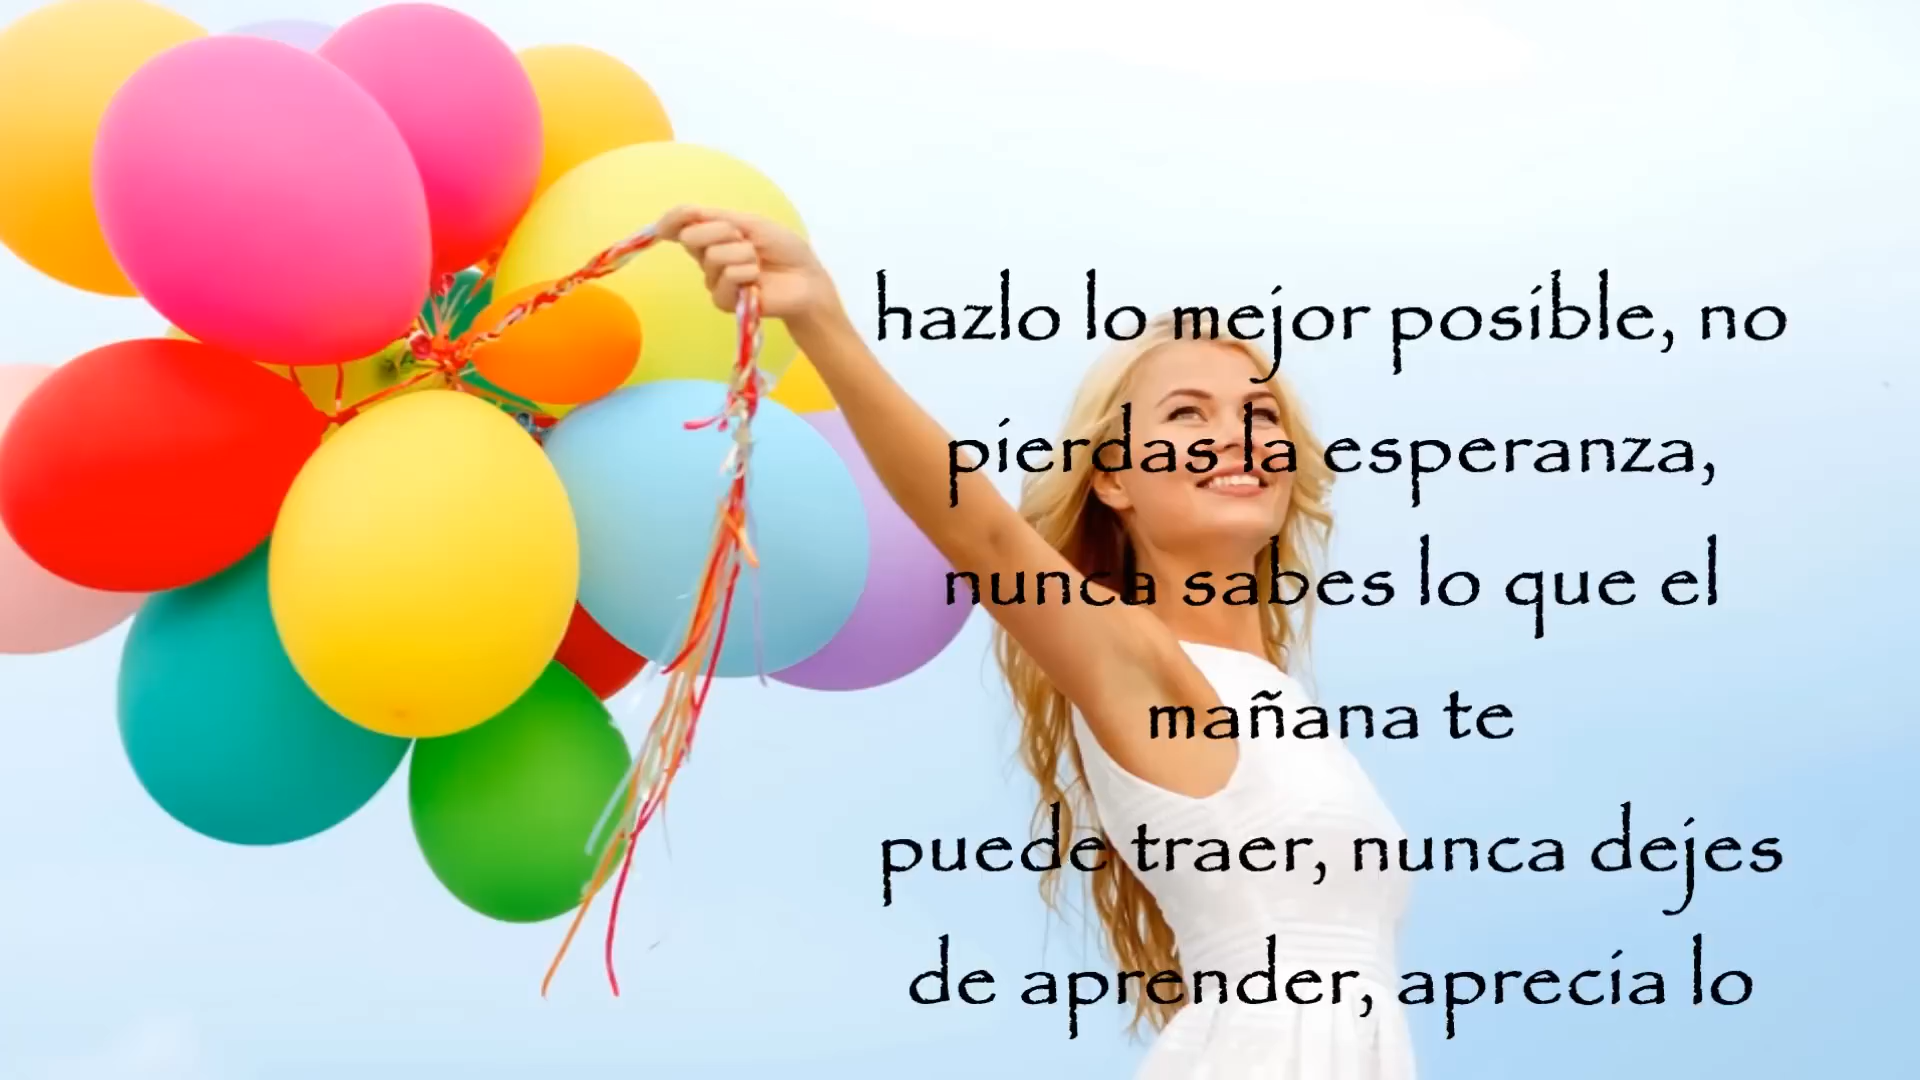 hazlo lo mejor posible, no
pierdas la esperanza,
nunca sabes lo que el
mañana te
puede traer, nunca dejes
de aprender, aprecia lo